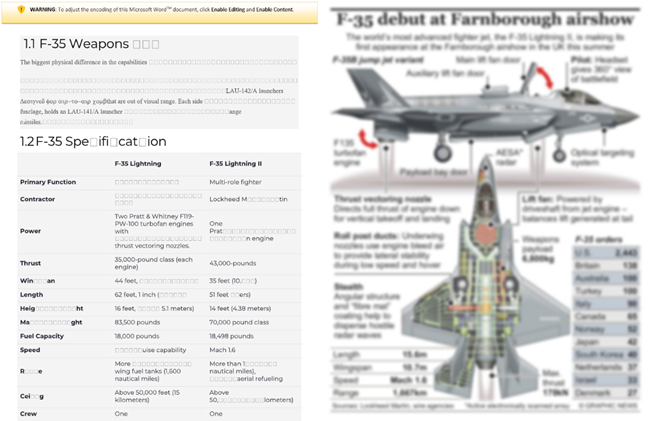 WARNING: To adjust the encoding of this Microsoft Word™ document, click Enable Editing and Enable Content.
1.1 F-35 Weapons □□□
The biggest physical difference in the capabilities
LAU-142/A launchers
that are out of visual range. Each side
fuselage, holds an LAU-141/A launcher
1.2 F-35 Spe□ifi□cat□on
F-35 Lightning F-35 Lightning II
Primary Function Multi-role fighter
Contractor Lockheed M□□□□□tin
Power Two Pratt & Whitney F119-PW-100 turbofan engines with thrust vectoring nozzles. One Prat□□□□□□□n engine
Thrust 35,000-pound class (each engine) 43,000-pounds
Win□□an 44 feet, 35 feet (10.□□□)
Length 62 feet, 1 inch 51 feet
Heig□□□□□ht 16 feet, 5.1 meters) 14 feet (4.38 meters)
Ma□□□□□ght 83,500 pounds 70,000 pound class
Fuel Capacity 18,000 pounds 18,498 pounds
Speed □□□□uise capability Mach 1.6
R□□□e More wing fuel tanks (1,600 nautical miles) More than 1□□□□□ nautical miles), □□□□aerial refueling
Cei□□g Above 50,000 feet (15 kilometers) Above 50,□□□□□□lometers)
Crew One One
F-35 debut at Farnborough airshow
The world's most advanced fighter jet, the F-35 Lightning II, is making its
first appearance at the Farnborough airshow in the UK this summer
F-35B jump jet variant
Main lift fan door
Auxiliary lift fan door
Pilot: Headset
gives 360° view
of battlefield
F135
turbofan
engine
Payload bay door
AESA*
radar
Optical targeting
system
Thrust vectoring nozzle
Directs full thrust of engine down
for vertical takeoff and landing
Lift fan: Powered by
driveshaft from jet engine –
balances lift generated at tail
Roll post ducts: Underwing
nozzles use engine bleed air
to provide lateral stability
during low speed and hover
Weapons
payload
6,800kg
F-35 orders
U.S. 2,443
Britain 138
Australia 100
Turkey 100
Italy 90
Canada 65
Norway 52
Japan 42
South Korea 40
Netherlands 37
Israel 33
Denmark 27
Stealth
Angular structure
and "fibre mat"
coating help to
disperse hostile
radar waves
Length 15.6m
Wingspan 10.7m
Speed Mach 1.6
Range 1,667km
Max.
thrust
178kN
Sources: Lockheed Martin, wire agencies *Active electronically scanned array © GRAPHIC NEWS